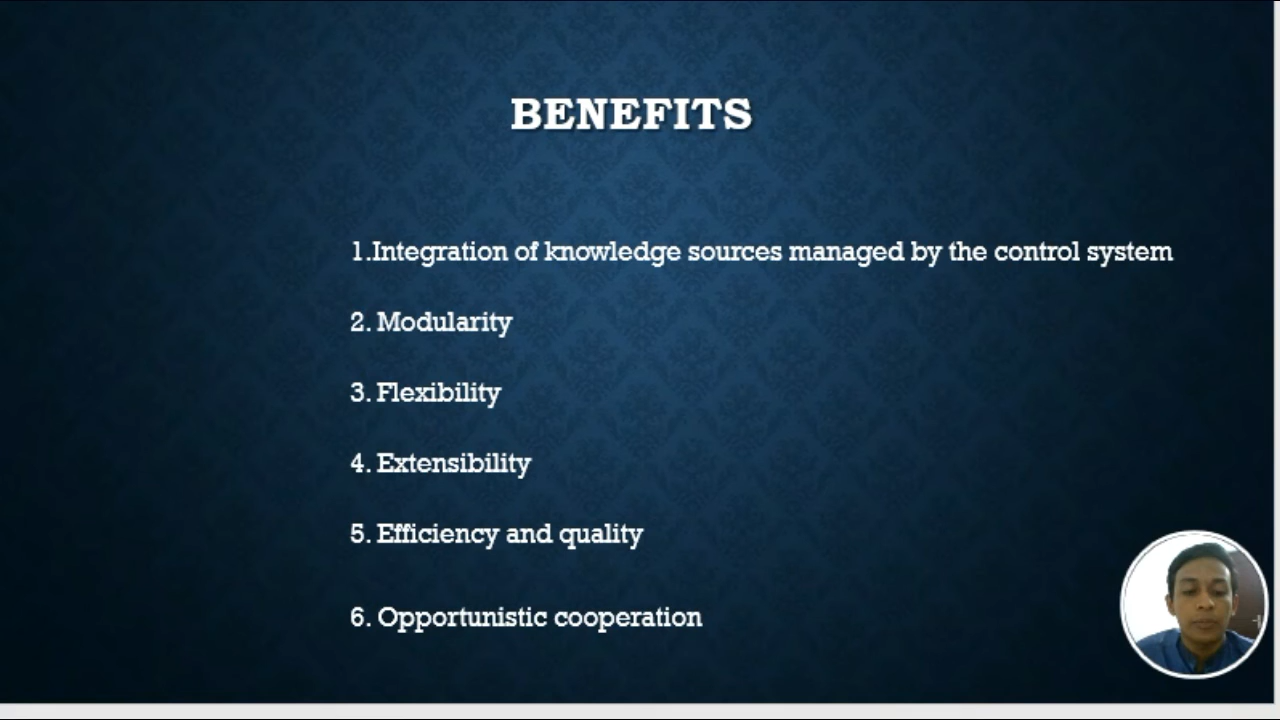 BENEFITS
1.Integration of knowledge sources managed by the control system
2. Modularity
3. Flexibility
4. Extensibility
5. Efficiency and quality
6. Opportunistic cooperation